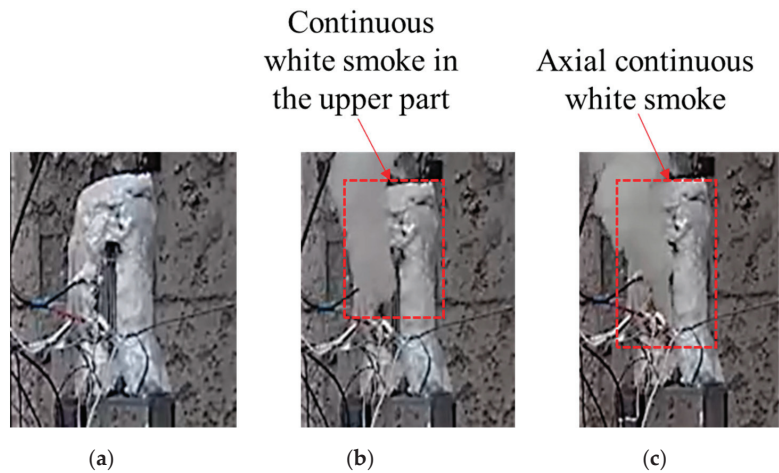 Continuous
white smoke in
the upper part
Axial continuous
white smoke
(a)
(b)
(c)